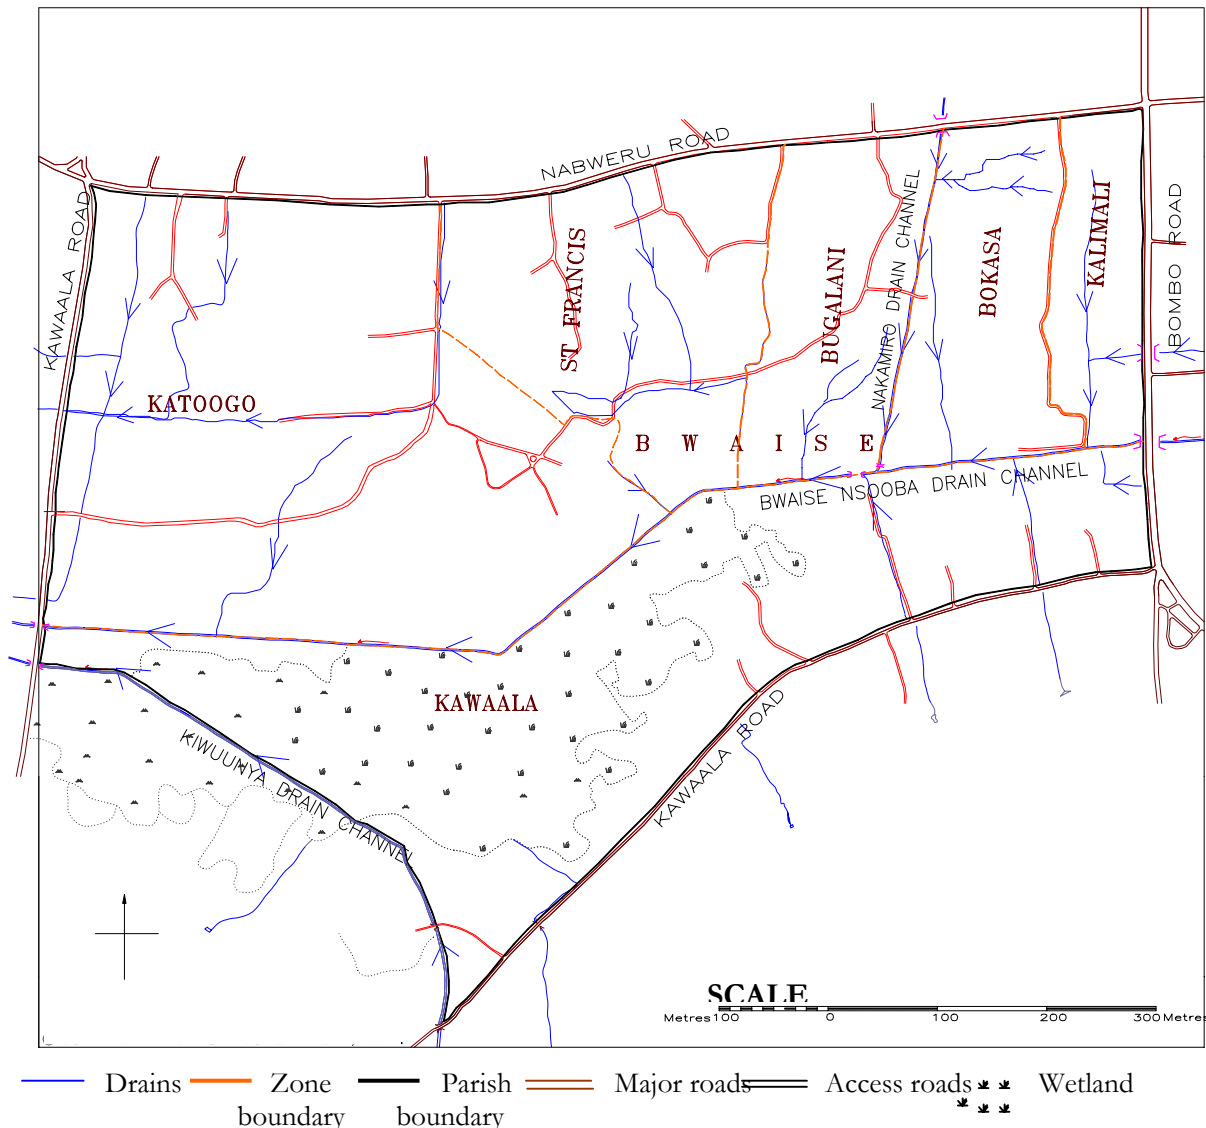 NABWERU ROAD
KAWAALA ROAD
ST FRANCIS
BUGALANI
NAKAMIRO DRAIN CHANNEL
BOKASA
KALIMALI
BOMBO ROAD
KATOOGO
BWAISE
BWAISE NSOOBA DRAIN CHANNEL
KAWAALA
KIWUUNYA DRAIN CHANNEL
KAWAALA ROAD
SCALE
Metres 100 0 100 200 300 Metres
Drains Zone boundary Parish boundary Major roads Access roads Wetland